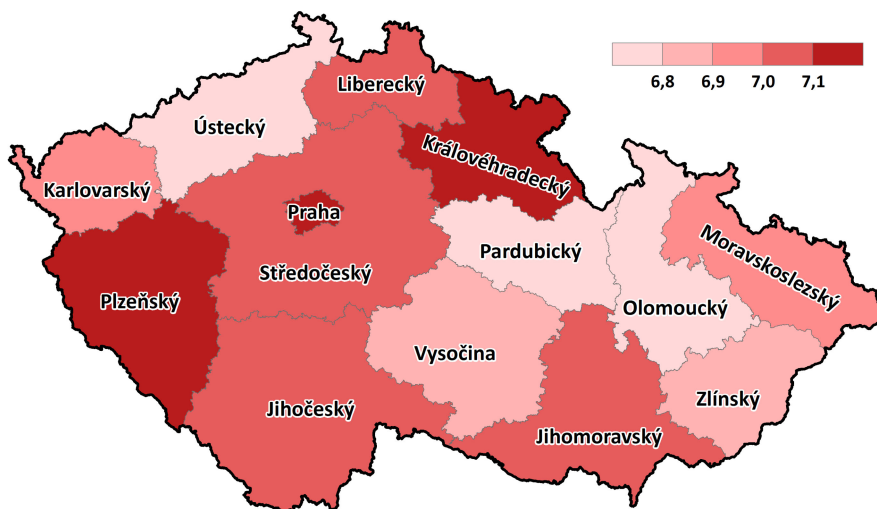 6,8 6,9 7,0 7,1
Liberecký
Ústecký
Královéhradecký
Karlovarský
Praha
Moravskoslezský
Pardubický
Středočeský
Plzeňský
Olomoucký
Vysočina
Zlínský
Jihočeský
Jihomoravský